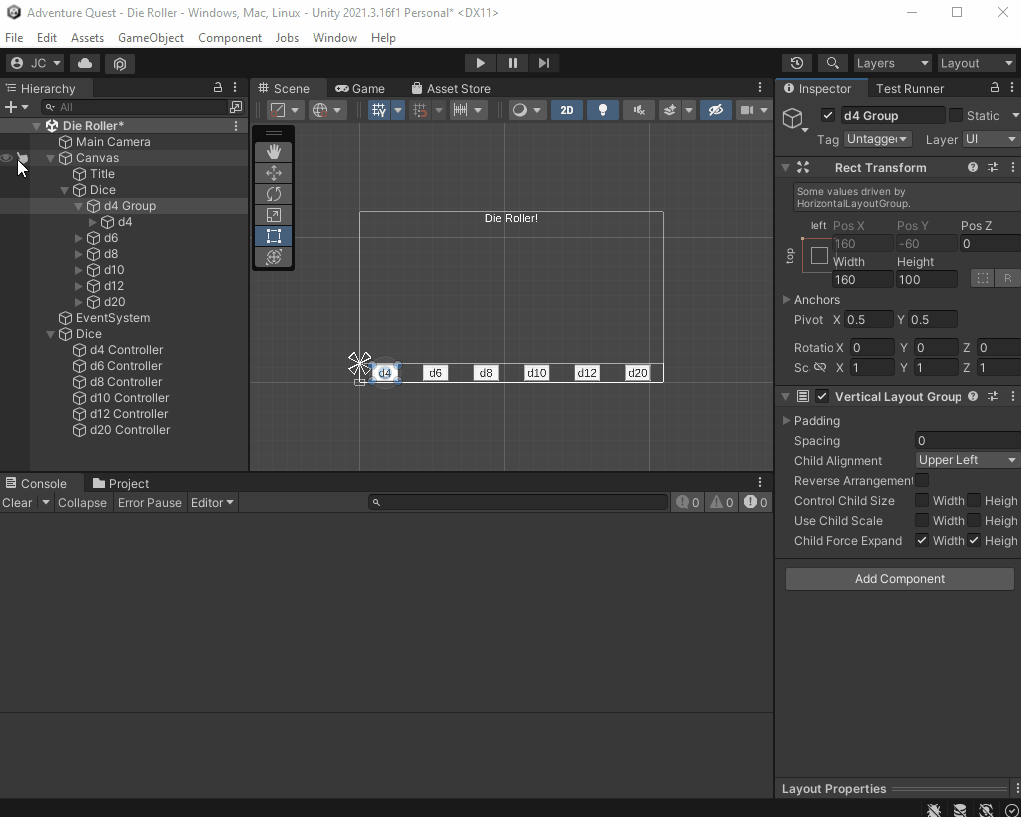 Adventure Quest - Die Roller - Windows, Mac, Linux - Unity 2021.3.16f1 Personal* <DX11>
File Edit Assets GameObject Component Jobs Window Help
JC Layers Layout
Hierarchy
All
Die Roller*
Main Camera
Canvas
Title
Dice
d4 Group
d4
d6
d8
d10
d12
d20
EventSystem
Dice
d4 Controller
d6 Controller
d8 Controller
d10 Controller
d12 Controller
d20 Controller
Scene Game Asset Store
2D
Die Roller!
d4 d6 d8 d10 d12 d20
Console Project
Clear Collapse Error Pause Editor 0 0 0
Inspector Test Runner
d4 Group Static
Tag Untagged Layer UI
Rect Transform
Some values driven by
HorizontalLayoutGroup.
left Pos X Pos Y Pos Z
top 160 -60 0
Width Height
160 100 R
Anchors
Pivot X 0.5 Y 0.5
Rotatio X 0 Y 0 Z 0
Sc X 1 Y 1 Z 1
Vertical Layout Group
Padding
Spacing 0
Child Alignment Upper Left
Reverse Arrangement
Control Child Size Width Heigh
Use Child Scale Width Heigh
Child Force Expand Width Heigh
Add Component
Layout Properties